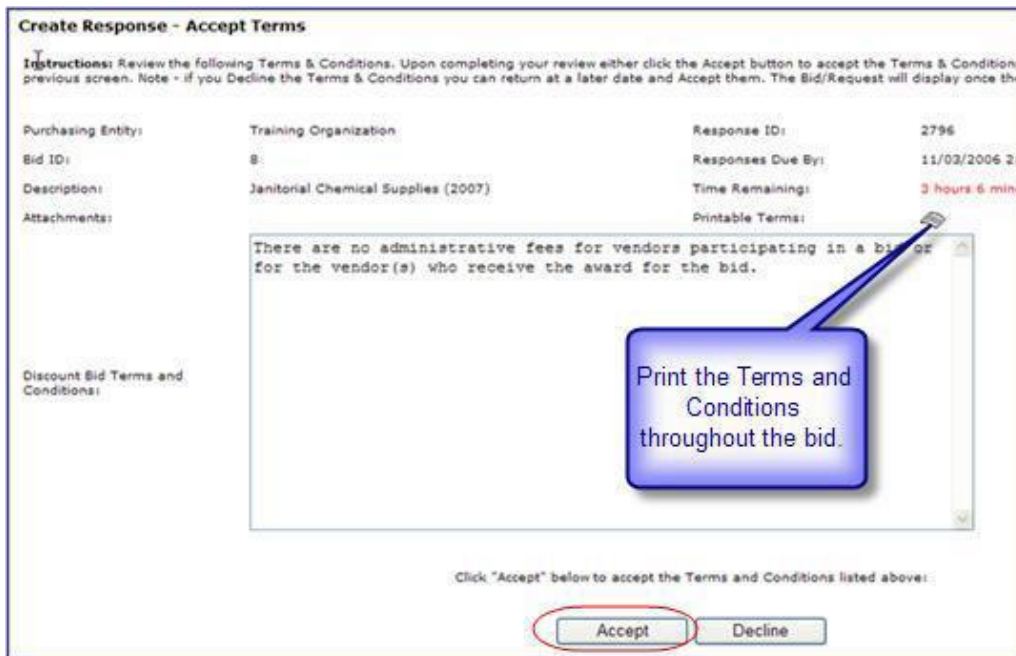 Create Response - Accept Terms
Instructions: Review the following Terms & Conditions. Upon completing your review either click the Accept button to accept the Terms & Condition
previous screen. Note - if you Decline the Terms & Conditions you can return at a later date and Accept them. The Bid/Request will display once the
Purchasing Entity: Training Organization Response ID: 2796
Bid ID: 8 Responses Due By: 11/03/2006 2
Description: Janitorial Chemical Supplies (2007) Time Remaining: 3 hours 6 min
Attachments: Printable Terms:
There are no administrative fees for vendors participating in a bid or
for the vendor(s) who receive the award for the bid.
Discount Bid Terms and
Conditions:
Print the Terms and
Conditions
throughout the bid.
Click "Accept" below to accept the Terms and Conditions listed above:
Accept Decline